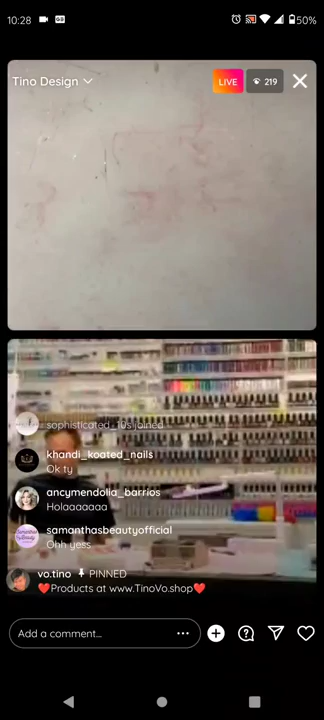 10:28
50%
Tino Design
LIVE
219
sophisticated_10s joined
khandi_koated_nails
Ok ty
ancymendolia_barrios
Holaaaaaaa
samanthasbeautyofficial
Ohh yess
vo.tino PINNED
❤️Products at www.TinoVo.shop❤️
Add a comment...